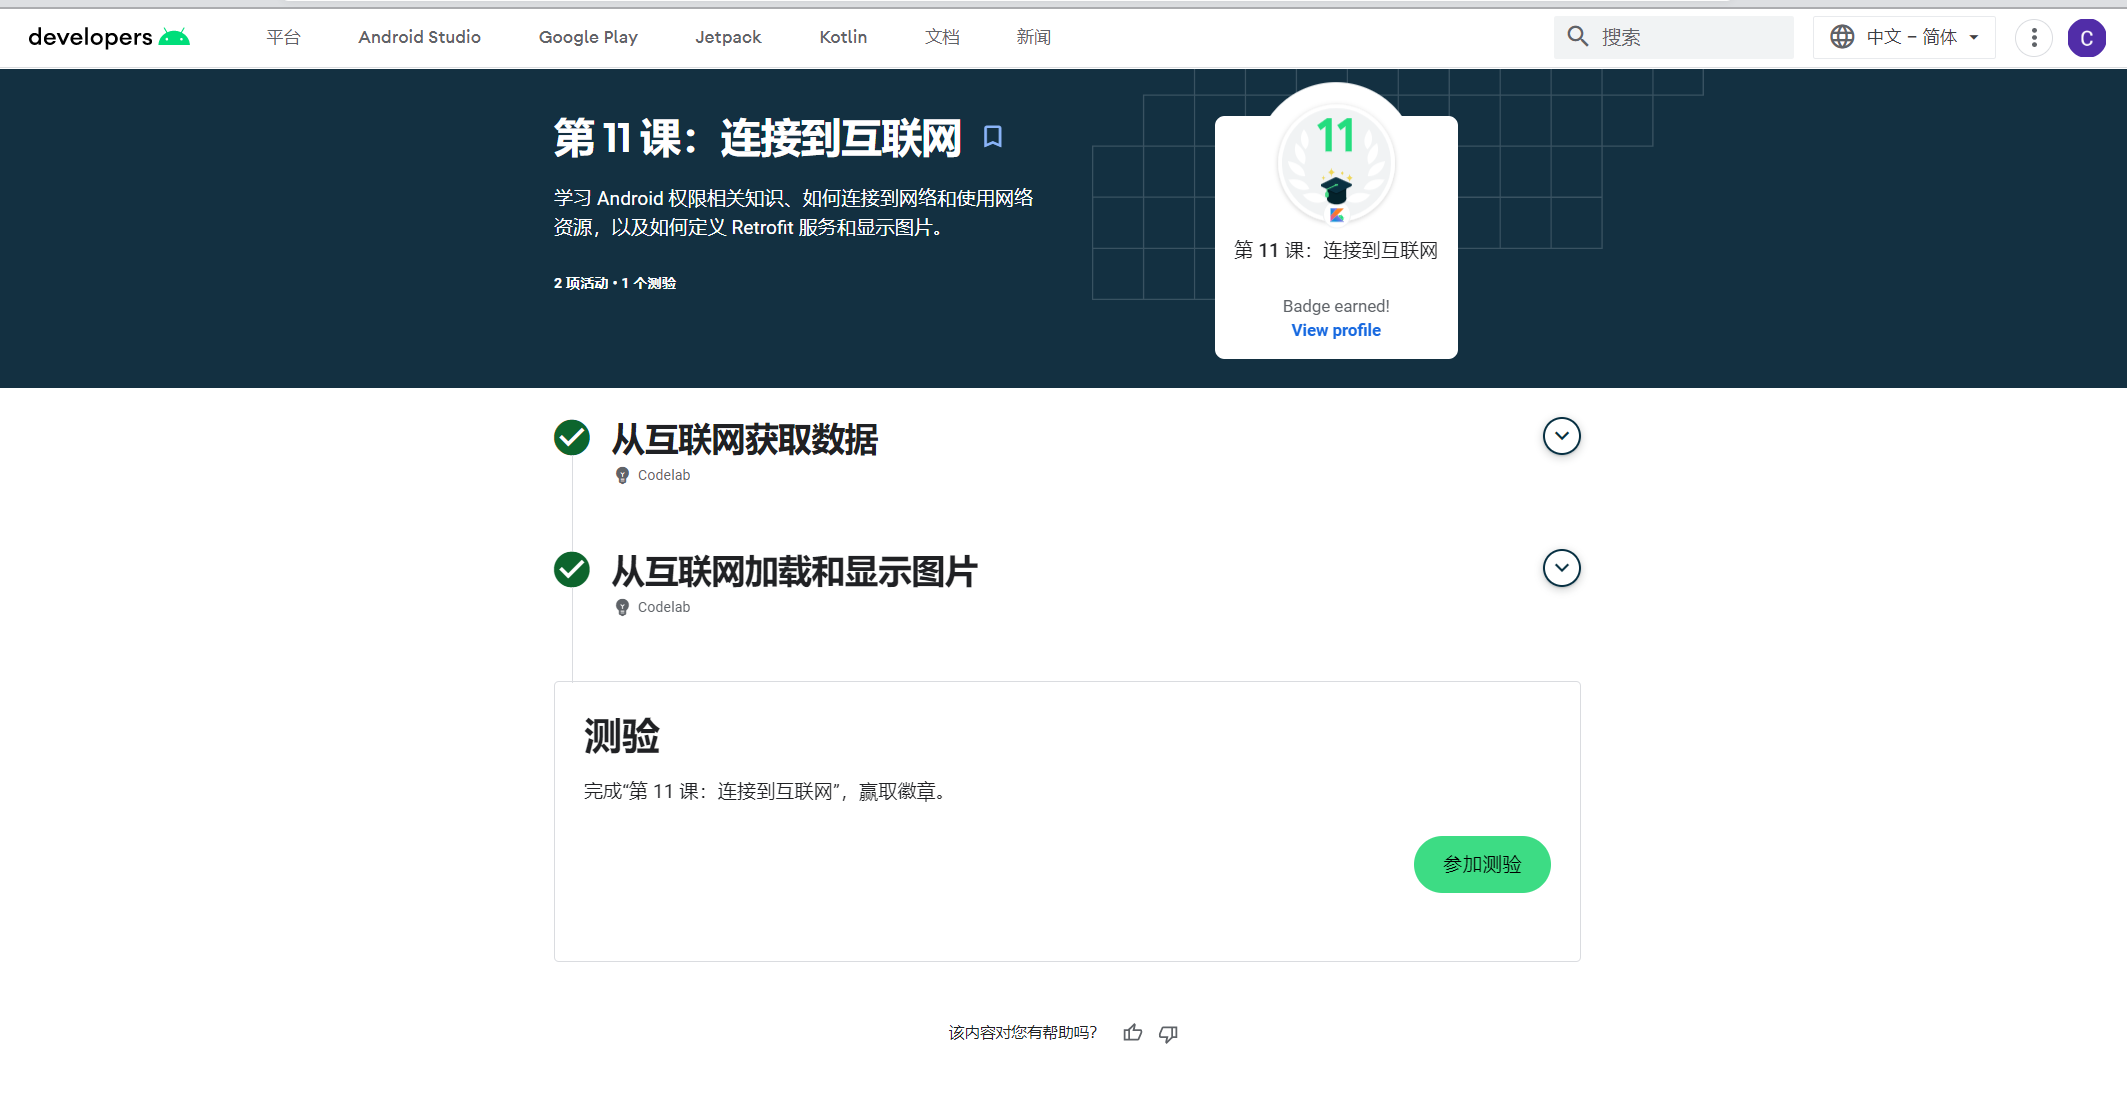 developers
平台
Android Studio
Google Play
Jetpack
Kotlin
文档
新闻
搜索
中文 – 简体
C
第 11 课：连接到互联网
学习 Android 权限相关知识、如何连接到网络和使用网络
资源，以及如何定义 Retrofit 服务和显示图片。
2 项活动 • 1 个测验
11
第 11 课：连接到互联网
Badge earned!
View profile
从互联网获取数据
Codelab
从互联网加载和显示图片
Codelab
测验
完成“第 11 课：连接到互联网”，赢取徽章。
参加测验
该内容对您有帮助吗？